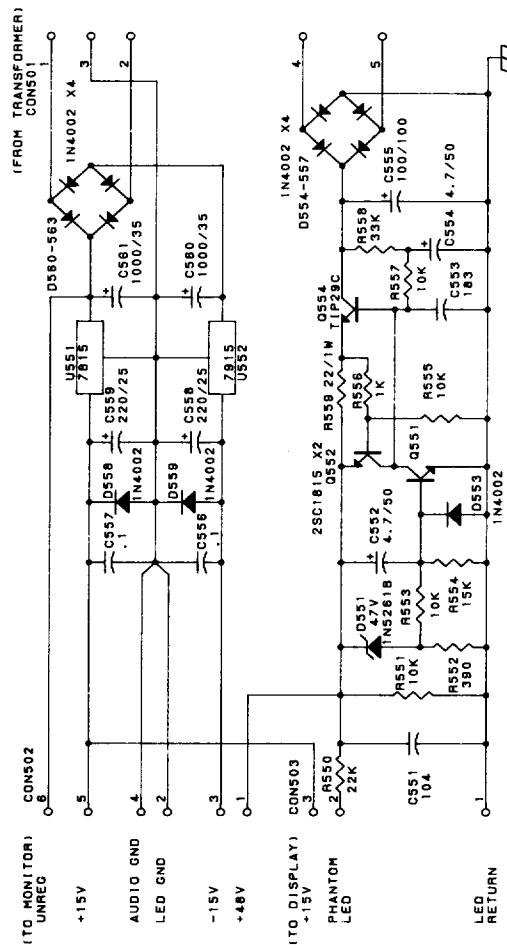 (FROM TRANSFORMER)
CON501
1
3
2
1N4002 X4
D560-563
C561
1000/35
C560
1000/35
U551
7815
7915
U552
C559
220/25
C558
220/25
D558
1N4002
D559
1N4002
C557
.1
C556
.1
(TO MONITOR)
CON502
UNREG
6
+15V
5
AUDIO GND
4
LED GND
2
-15V
3
+48V
1
4
5
1N4002 X4
D554-557
C555
100/100
R558
33K
C554
4.7/50
R557
10K
C553
183
Q554
TIP29C
R559 22/1W
R556
1K
R555
10K
2SC1815 X2
Q552
Q551
D553
1N4002
C552
4.7/50
D551
47V
1N5261B
R553
10K
R554
15K
R551
10K
R552
390
R550
22K
C551
104
(TO DISPLAY)
CON503
+15V
3
PHANTOM
LED
2
LED
RETURN
1